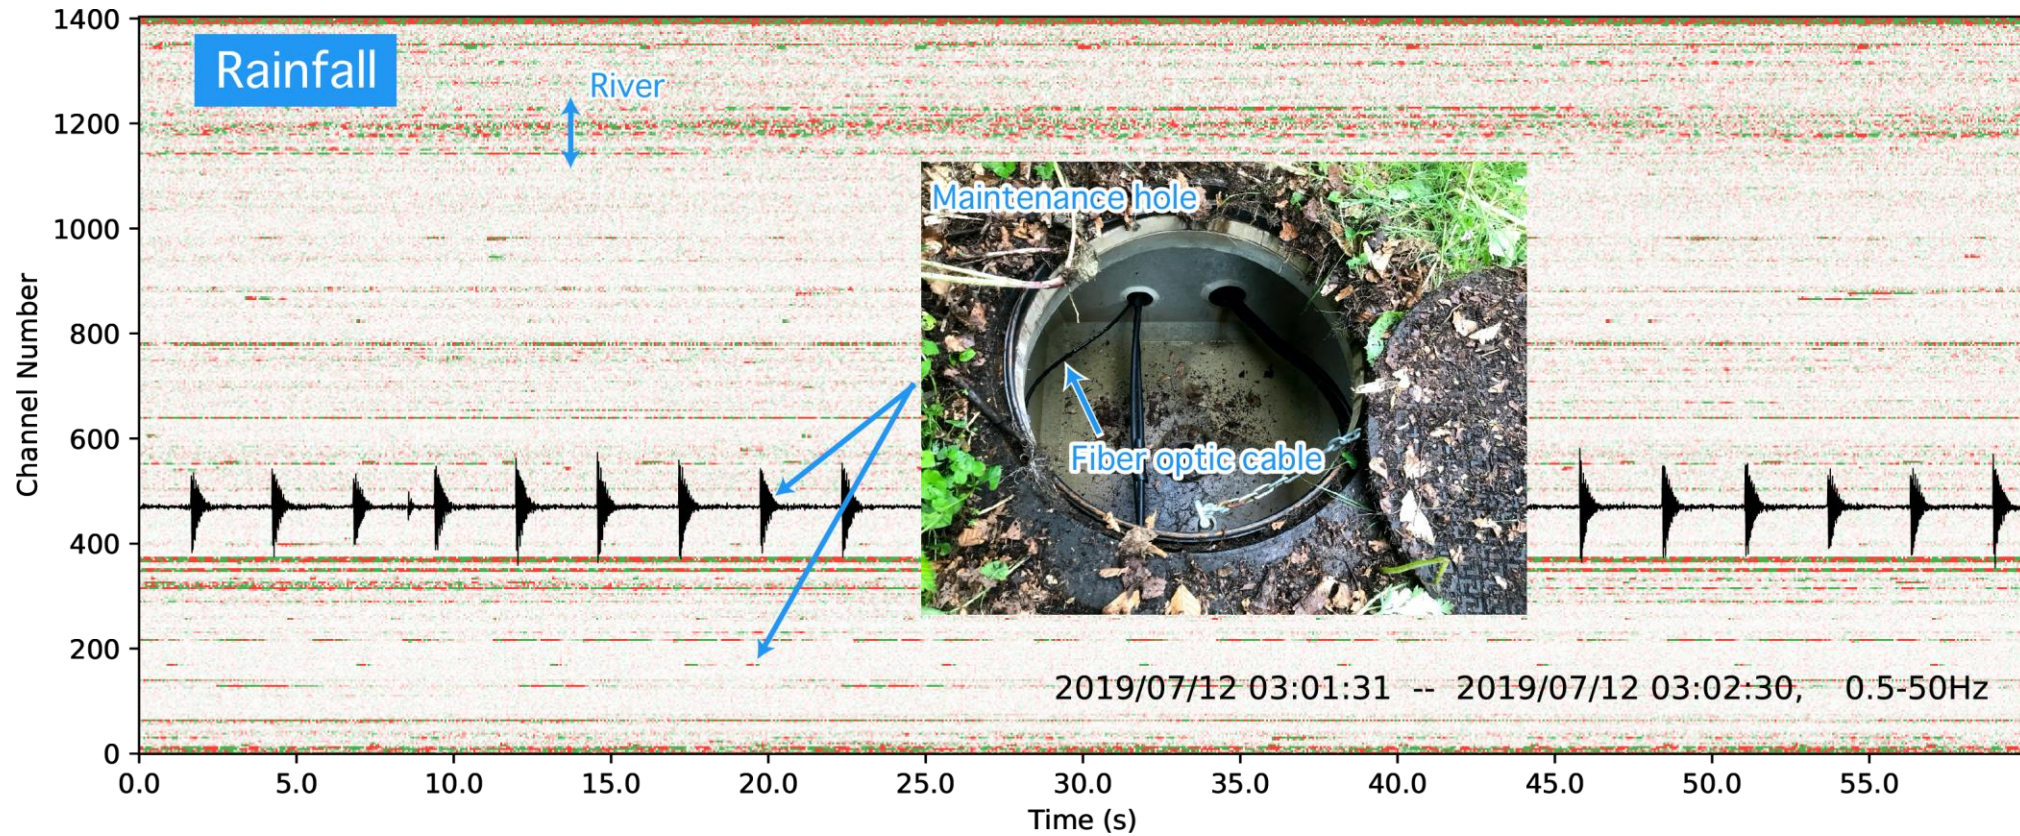 1400
1200
1000
800
600
400
200
0
Channel Number
Rainfall
River
Maintenance hole
Fiber optic cable
2019/07/12 03:01:31 -- 2019/07/12 03:02:30, 0.5-50Hz
0.0 5.0 10.0 15.0 20.0 25.0 30.0 35.0 40.0 45.0 50.0 55.0
Time (s)